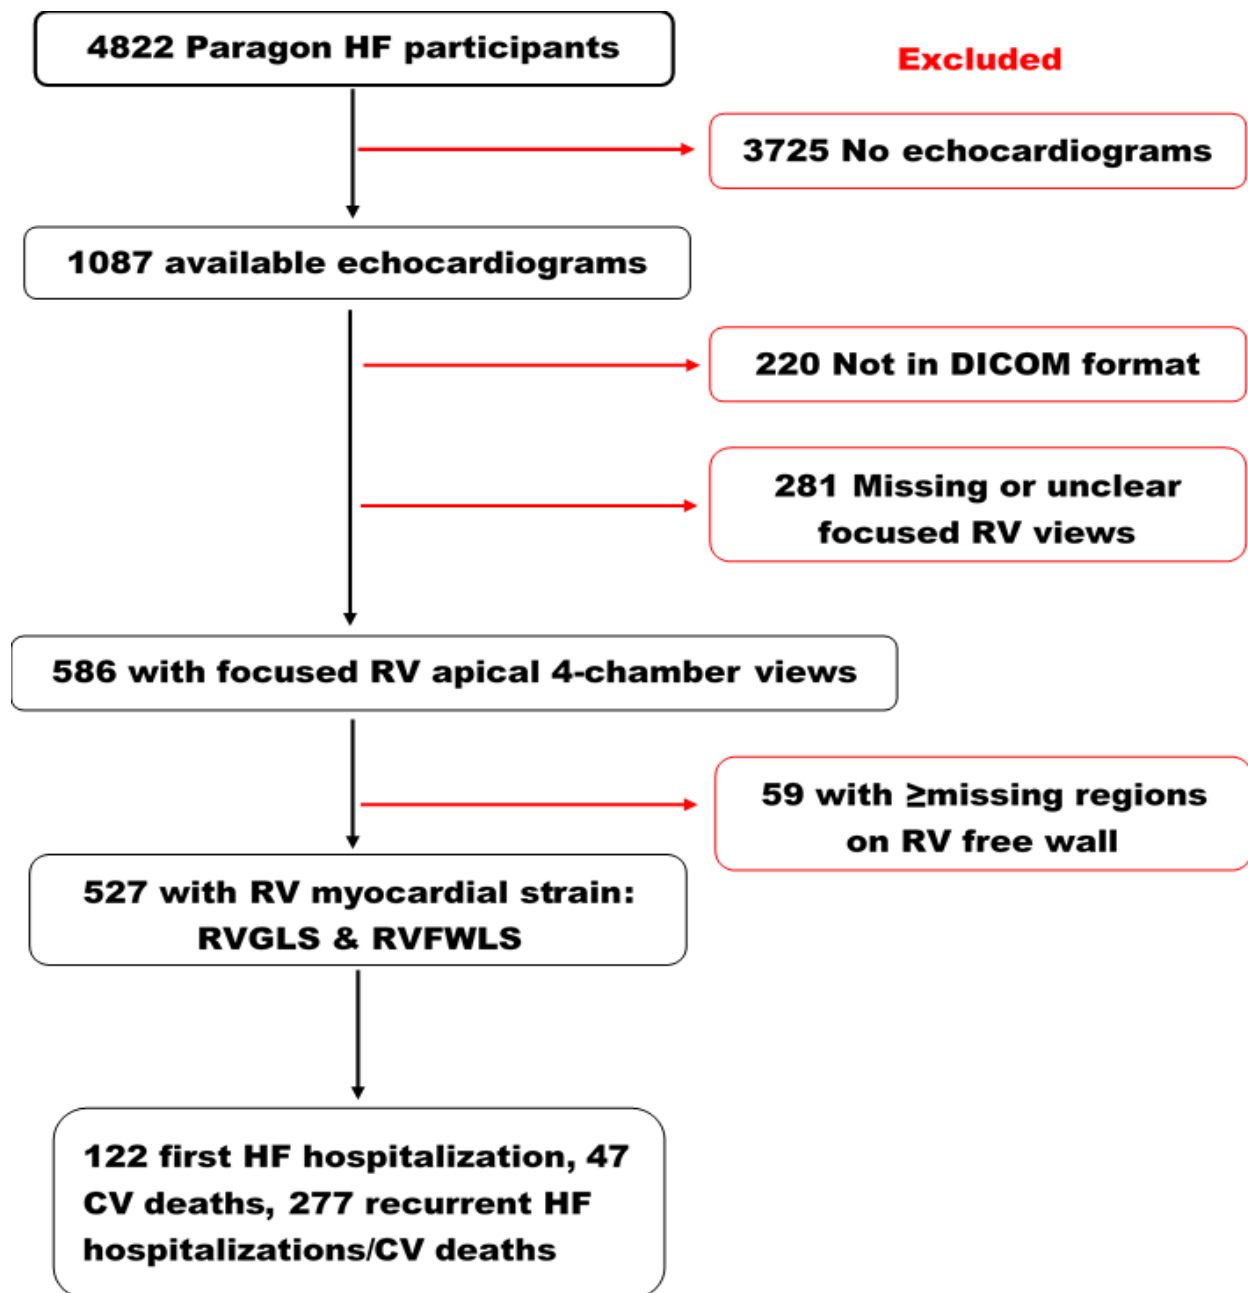 4822 Paragon HF participants
Excluded
3725 No echocardiograms
1087 available echocardiograms
220 Not in DICOM format
281 Missing or unclear
focused RV views
586 with focused RV apical 4-chamber views
59 with ≥missing regions
on RV free wall
527 with RV myocardial strain:
RVGLS & RVFWLS
122 first HF hospitalization, 47
CV deaths, 277 recurrent HF
hospitalizations/CV deaths